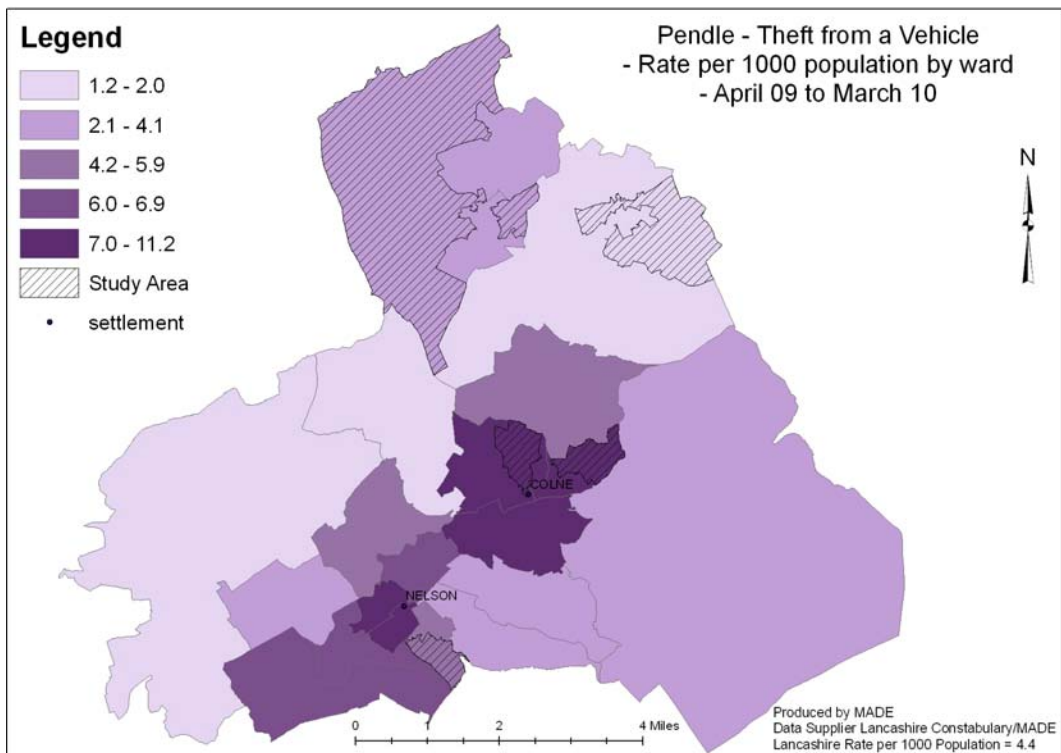 Legend
1.2 - 2.0
2.1 - 4.1
4.2 - 5.9
6.0 - 6.9
7.0 - 11.2
Study Area
settlement
Pendle - Theft from a Vehicle
- Rate per 1000 population by ward
- April 09 to March 10
N
COLNE
NELSON
0 1 2 4 Miles
Produced by MADE
Data Supplier Lancashire Constabulary/MADE
Lancashire Rate per 1000 Population = 4.4